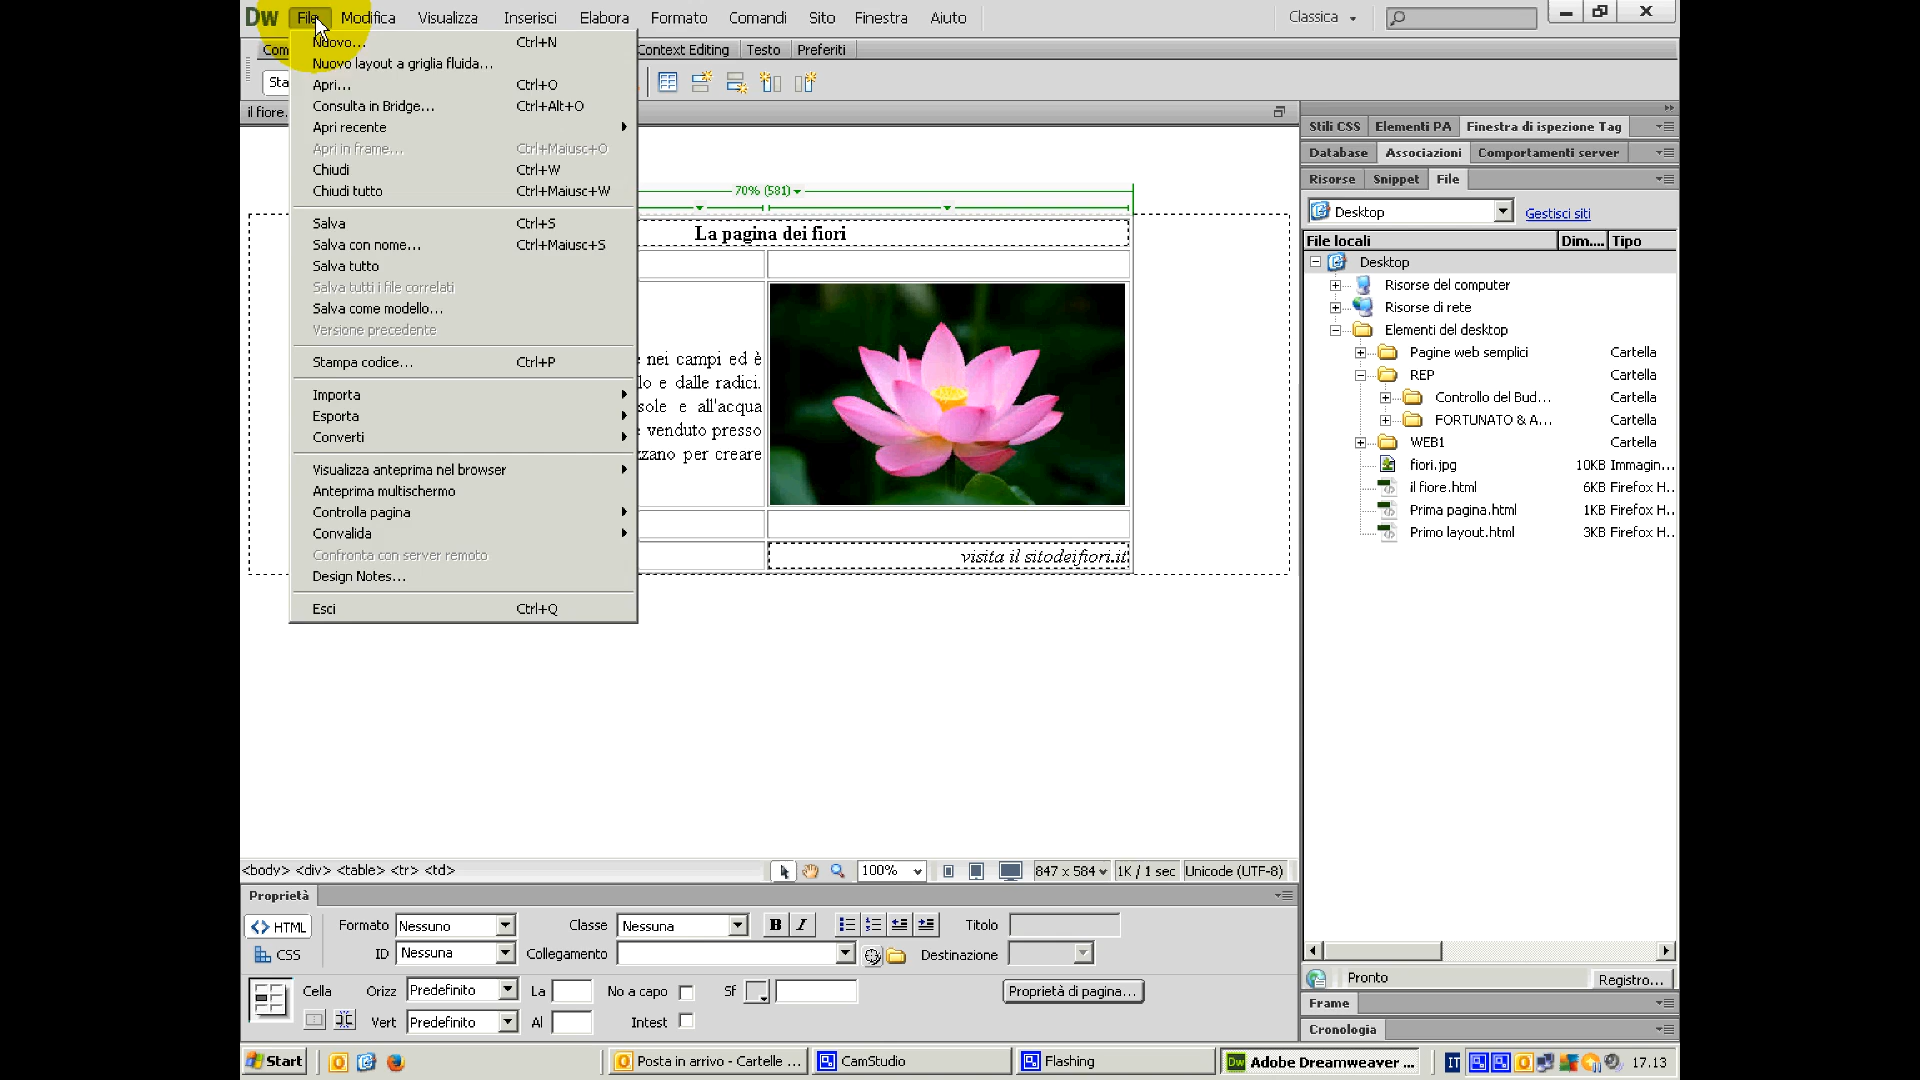 Dw File Modifica Visualizza Inserisci Elabora Formato Comandi Sito Finestra Aiuto Classica
Nuovo... Ctrl+N
Nuovo layout a griglia fluida...
Apri... Ctrl+O
Consulta in Bridge... Ctrl+Alt+O
Apri recente
Apri in frame... Ctrl+Maiusc+O
Chiudi Ctrl+W
Chiudi tutto Ctrl+Maiusc+W
Salva Ctrl+S
Salva con nome... Ctrl+Maiusc+S
Salva tutto
Salva tutti i file correlati
Salva come modello...
Versione precedente
Stampa codice... Ctrl+P
Importa
Esporta
Converti
Visualizza anteprima nel browser
Anteprima multischermo
Controlla pagina
Convalida
Confronta con server remoto
Design Notes...
Esci Ctrl+Q
Com
Context Editing Testo Preferiti
Sta
il fiore.
70% (581)
La pagina dei fiori
nei campi ed è
lo e dalle radici.
sole e all'acqua
venduto presso
zzano per creare
visita il sitodeifiori.it
Stili CSS Elementi PA Finestra di ispezione Tag
Database Associazioni Comportamenti server
Risorse Snippet File
Desktop Gestisci siti
File locali Dim.... Tipo
Desktop
Risorse del computer
Risorse di rete
Elementi del desktop
Pagine web semplici Cartella
REP Cartella
Controllo del Bud... Cartella
FORTUNATO & A... Cartella
WEB1 Cartella
fiori.jpg 10KB Immagin...
il fiore.html 6KB Firefox H..
Prima pagina.html 1KB Firefox H..
Primo layout.html 3KB Firefox H..
Pronto Registro...
Frame
Cronologia
<body> <div> <table> <tr> <td> 100% 847 x 584 1K / 1 sec Unicode (UTF-8)
Proprietà
<> HTML Formato Nessuno Classe Nessuna B I Titolo
CSS ID Nessuna Collegamento Destinazione
Cella Orizz Predefinito La No a capo Sf Proprietà di pagina...
Vert Predefinito Al Intest
Start Posta in arrivo - Cartelle ... CamStudio Flashing Dw Adobe Dreamweaver ... IT 17.13